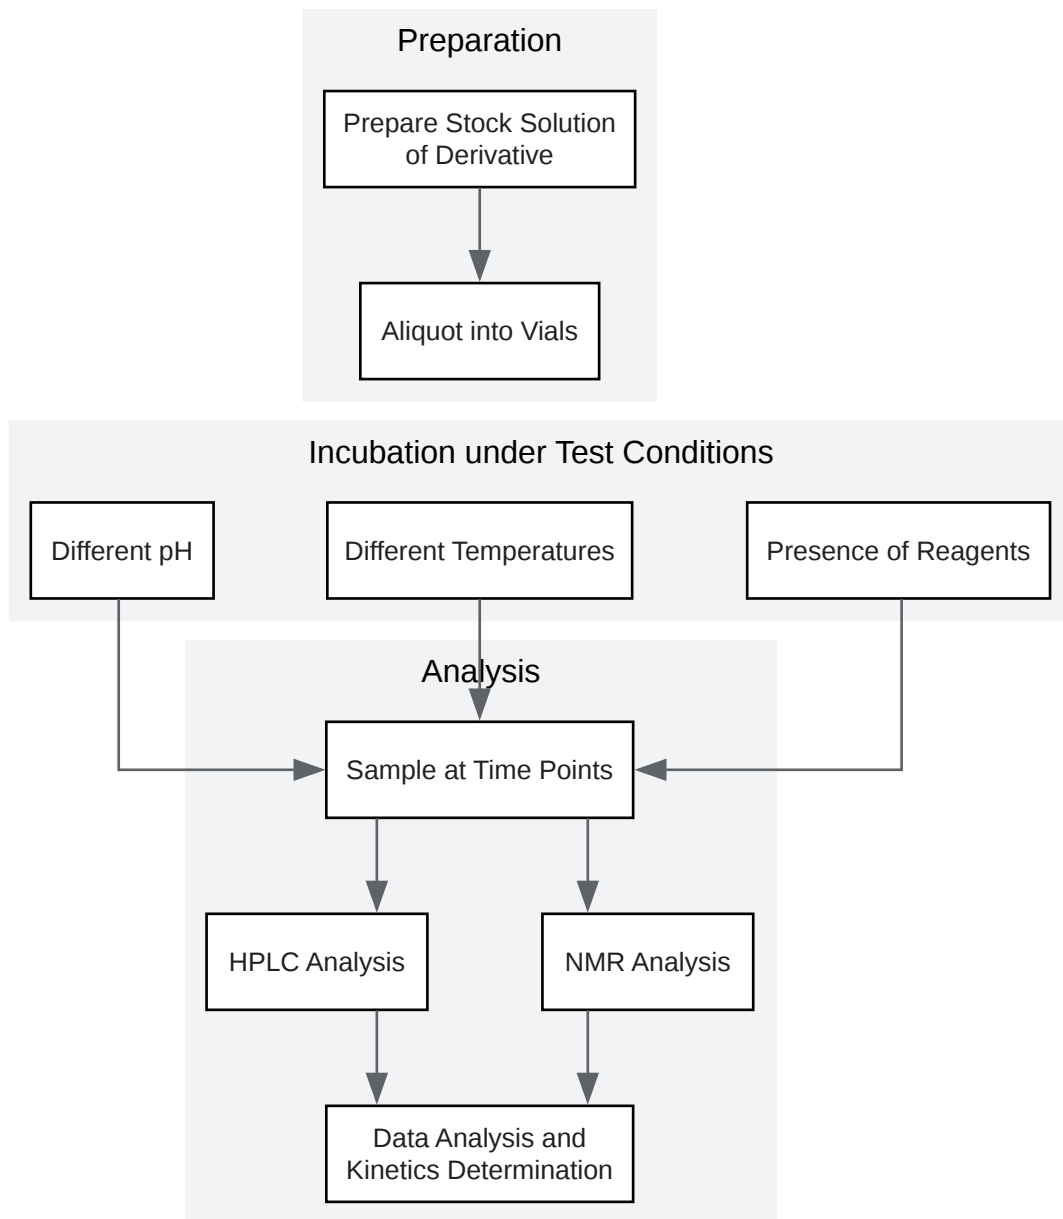 Preparation
Prepare Stock Solution
of Derivative
Aliquot into Vials
Incubation under Test Conditions
Different pH
Different Temperatures
Presence of Reagents
Analysis
Sample at Time Points
HPLC Analysis
NMR Analysis
Data Analysis and
Kinetics Determination